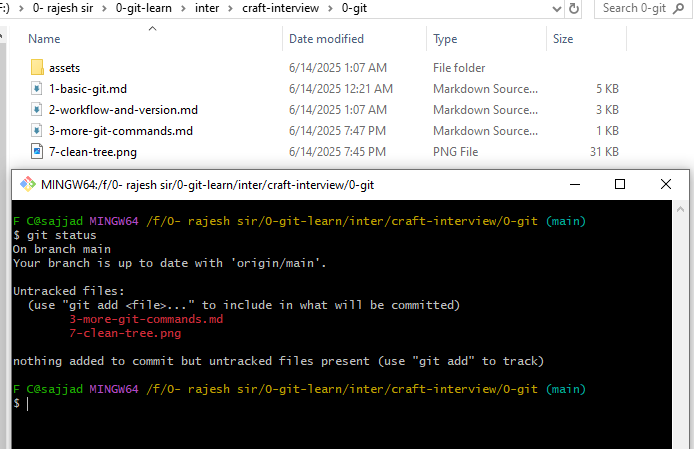 F:) > 0- rajesh sir > 0-git-learn > inter > craft-interview > 0-git Search 0-git
Name Date modified Type Size
assets 6/14/2025 1:07 AM File folder
1-basic-git.md 6/14/2025 12:21 AM Markdown Source... 5 KB
2-workflow-and-version.md 6/14/2025 1:07 AM Markdown Source... 3 KB
3-more-git-commands.md 6/14/2025 7:47 PM Markdown Source... 1 KB
7-clean-tree.png 6/14/2025 7:45 PM PNG File 31 KB
MINGW64:/f/0- rajesh sir/0-git-learn/inter/craft-interview/0-git
F C@sajjad MINGW64 /f/0- rajesh sir/0-git-learn/inter/craft-interview/0-git (main)
$ git status
On branch main
Your branch is up to date with 'origin/main'.
Untracked files:
(use "git add <file>..." to include in what will be committed)
3-more-git-commands.md
7-clean-tree.png
nothing added to commit but untracked files present (use "git add" to track)
F C@sajjad MINGW64 /f/0- rajesh sir/0-git-learn/inter/craft-interview/0-git (main)
$